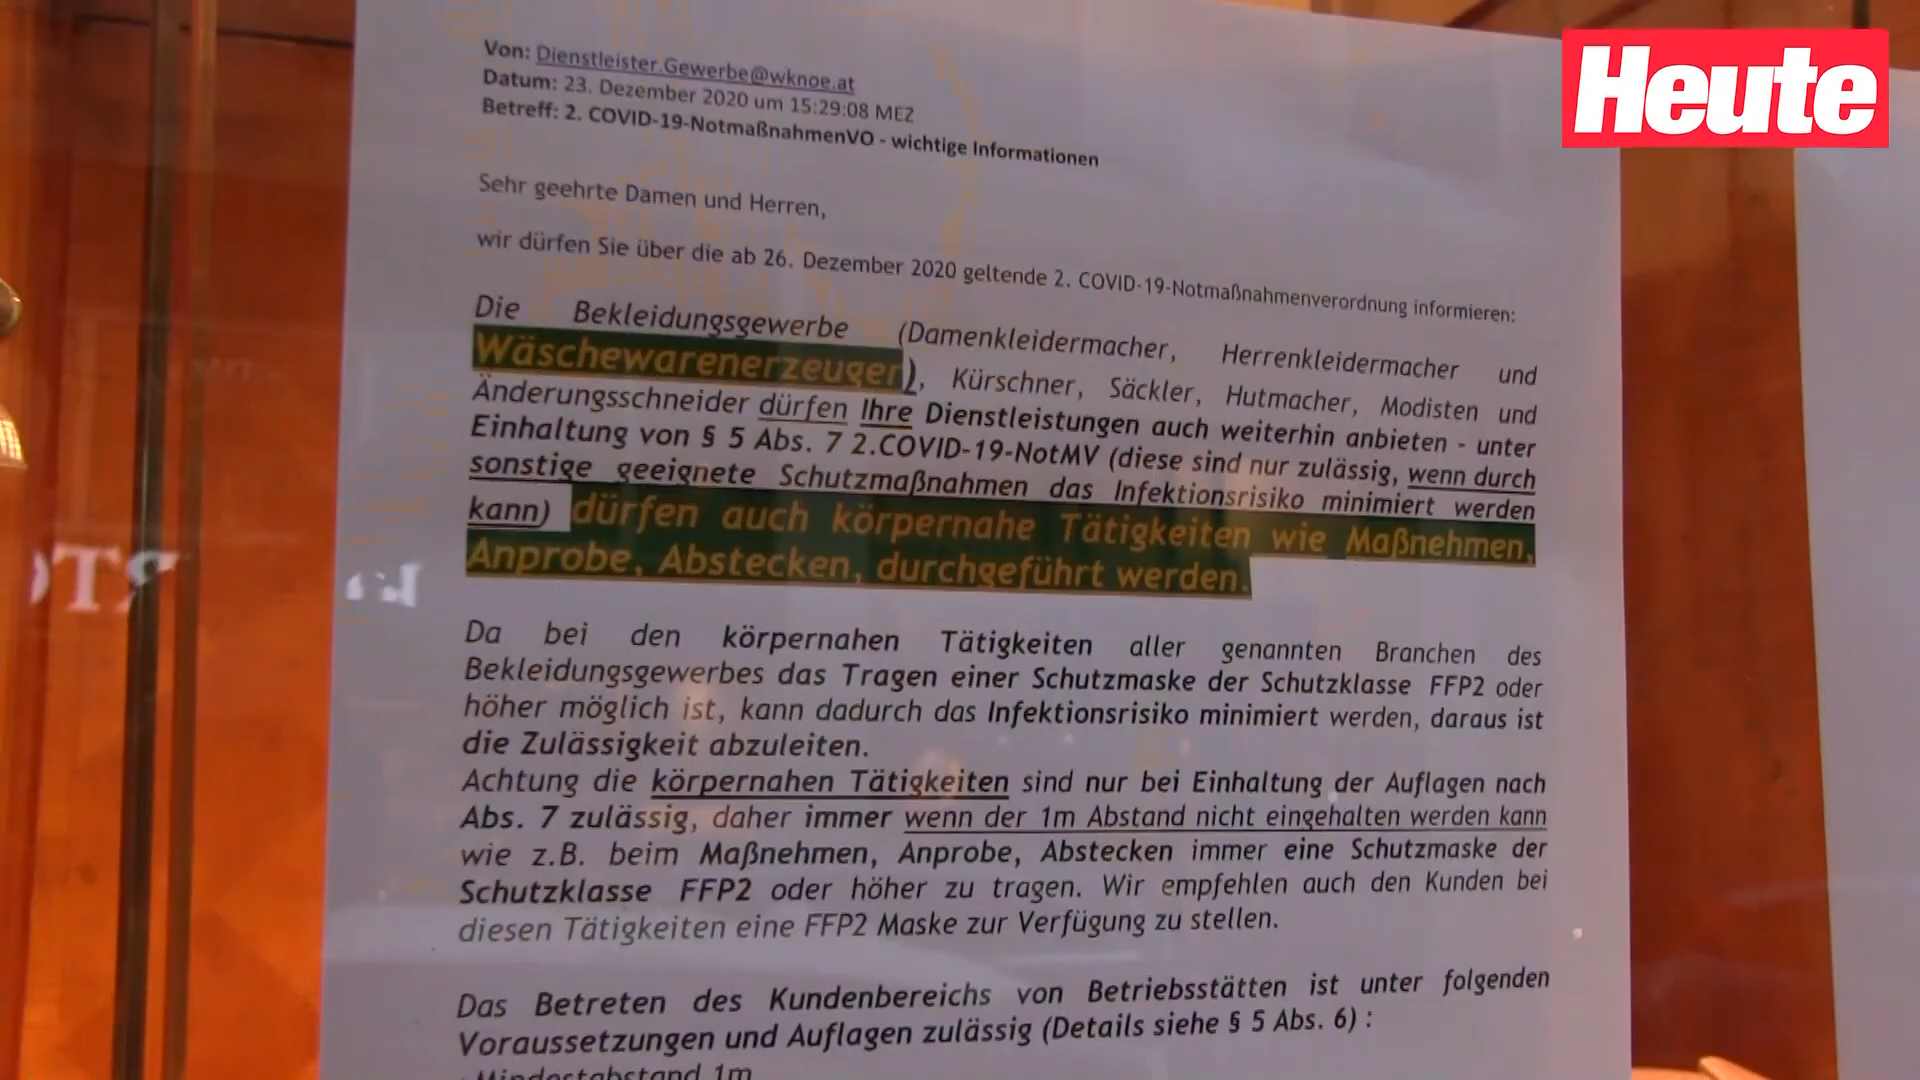 Heute
Von: Dienstleister.Gewerbe@wknoe.at
Datum: 23. Dezember 2020 um 15:29:08 MEZ
Betreff: 2. COVID-19-NotmaßnahmenVO - wichtige Informationen
Sehr geehrte Damen und Herren,
wir dürfen Sie über die ab 26. Dezember 2020 geltende 2. COVID-19-Notmaßnahmenverordnung informieren:
Die Bekleidungsgewerbe (Damenkleidermacher, Herrenkleidermacher und
Wäschewarenerzeuger), Kürschner, Säckler, Hutmacher, Modisten und
Änderungsschneider dürfen Ihre Dienstleistungen auch weiterhin anbieten - unter
Einhaltung von § 5 Abs. 7 2.COVID-19-NotMV (diese sind nur zulässig, wenn durch
sonstige geeignete Schutzmaßnahmen das Infektionsrisiko minimiert werden
kann) dürfen auch körpernahe Tätigkeiten wie Maßnehmen,
Anprobe, Abstecken, durchgeführt werden.
Da bei den körpernahen Tätigkeiten aller genannten Branchen des
Bekleidungsgewerbes das Tragen einer Schutzmaske der Schutzklasse FFP2 oder
höher möglich ist, kann dadurch das Infektionsrisiko minimiert werden, daraus ist
die Zulässigkeit abzuleiten.
Achtung die körpernahen Tätigkeiten sind nur bei Einhaltung der Auflagen nach
Abs. 7 zulässig, daher immer wenn der 1m Abstand nicht eingehalten werden kann
wie z.B. beim Maßnehmen, Anprobe, Abstecken immer eine Schutzmaske der
Schutzklasse FFP2 oder höher zu tragen. Wir empfehlen auch den Kunden bei
diesen Tätigkeiten eine FFP2 Maske zur Verfügung zu stellen.
Das Betreten des Kundenbereichs von Betriebsstätten ist unter folgenden
Voraussetzungen und Auflagen zulässig (Details siehe § 5 Abs. 6) :
- Mindestabstand 1m